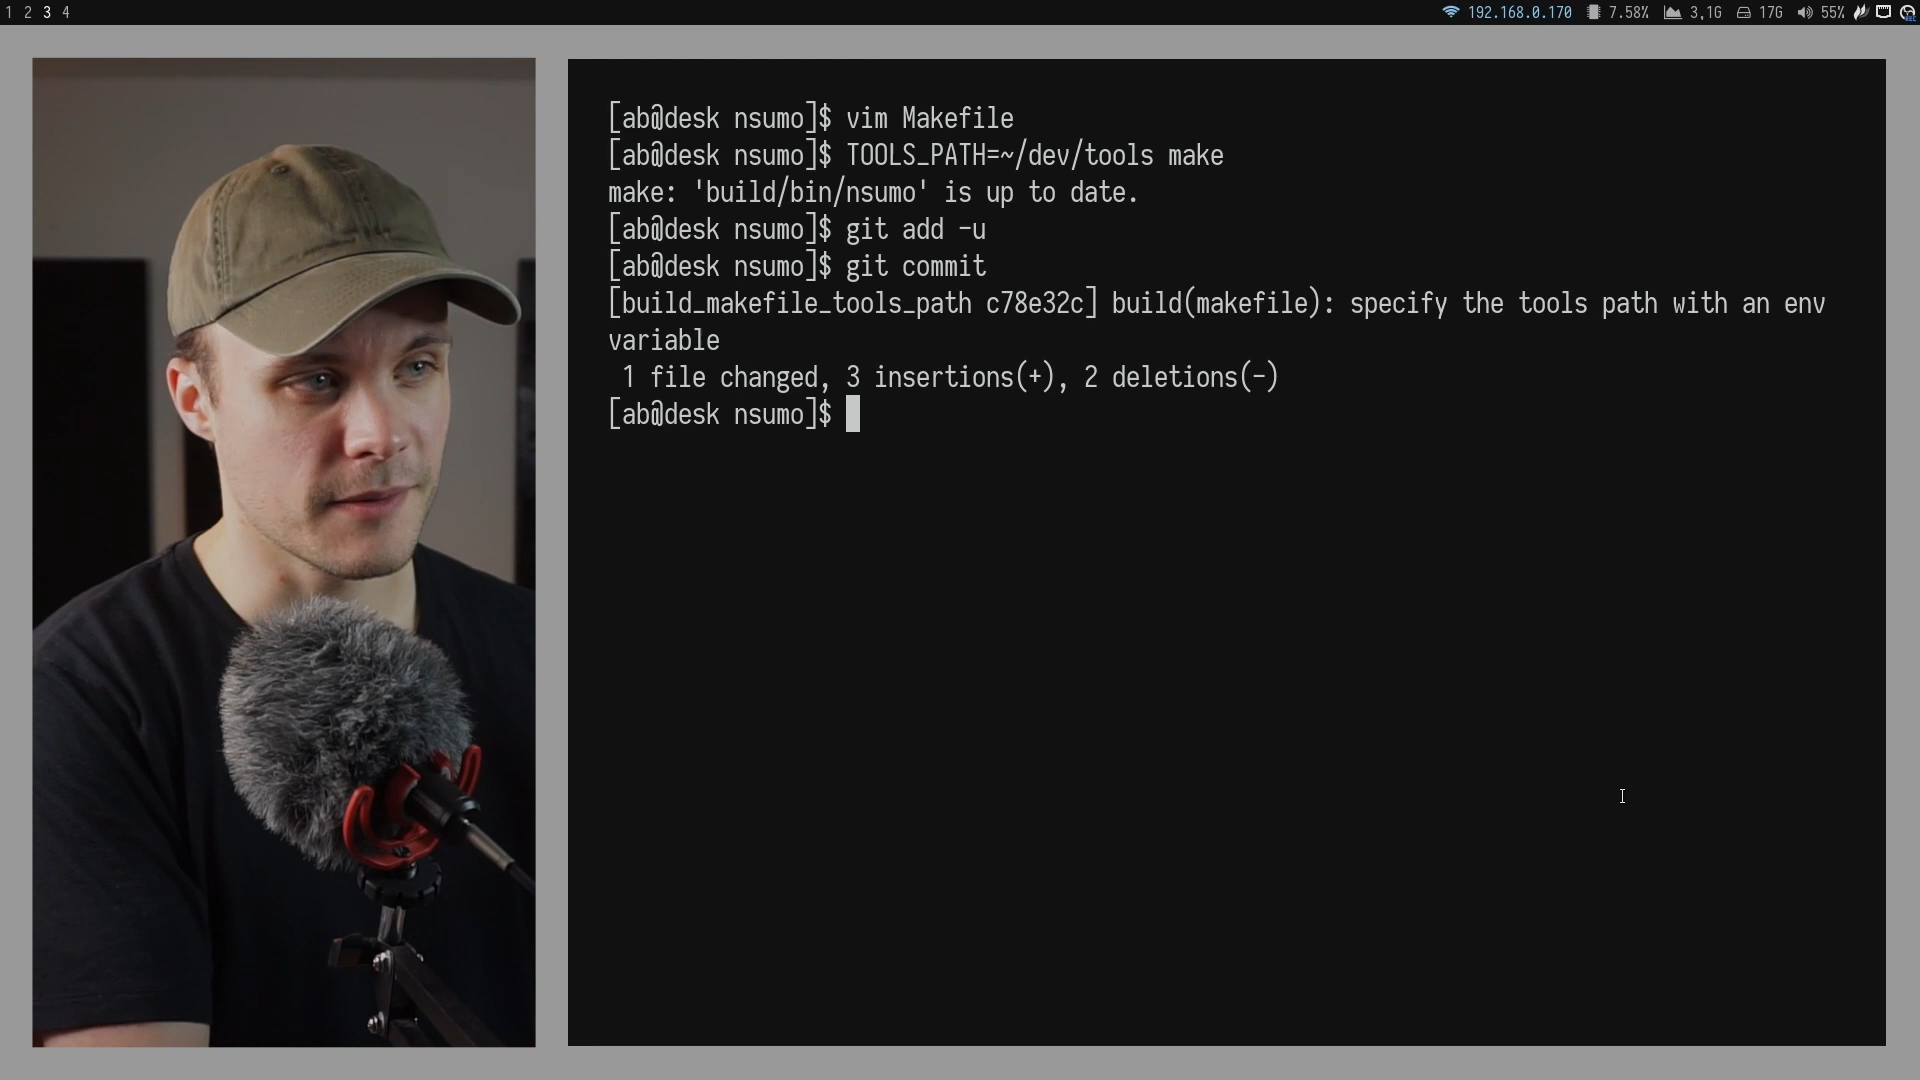 1 2 3 4
192.168.0.170 7.58% 3,1G 17G 55%
[ab@desk nsumo]$ vim Makefile
[ab@desk nsumo]$ TOOLS_PATH=~/dev/tools make
make: 'build/bin/nsumo' is up to date.
[ab@desk nsumo]$ git add -u
[ab@desk nsumo]$ git commit
[build_makefile_tools_path c78e32c] build(makefile): specify the tools path with an env
variable
1 file changed, 3 insertions(+), 2 deletions(-)
[ab@desk nsumo]$